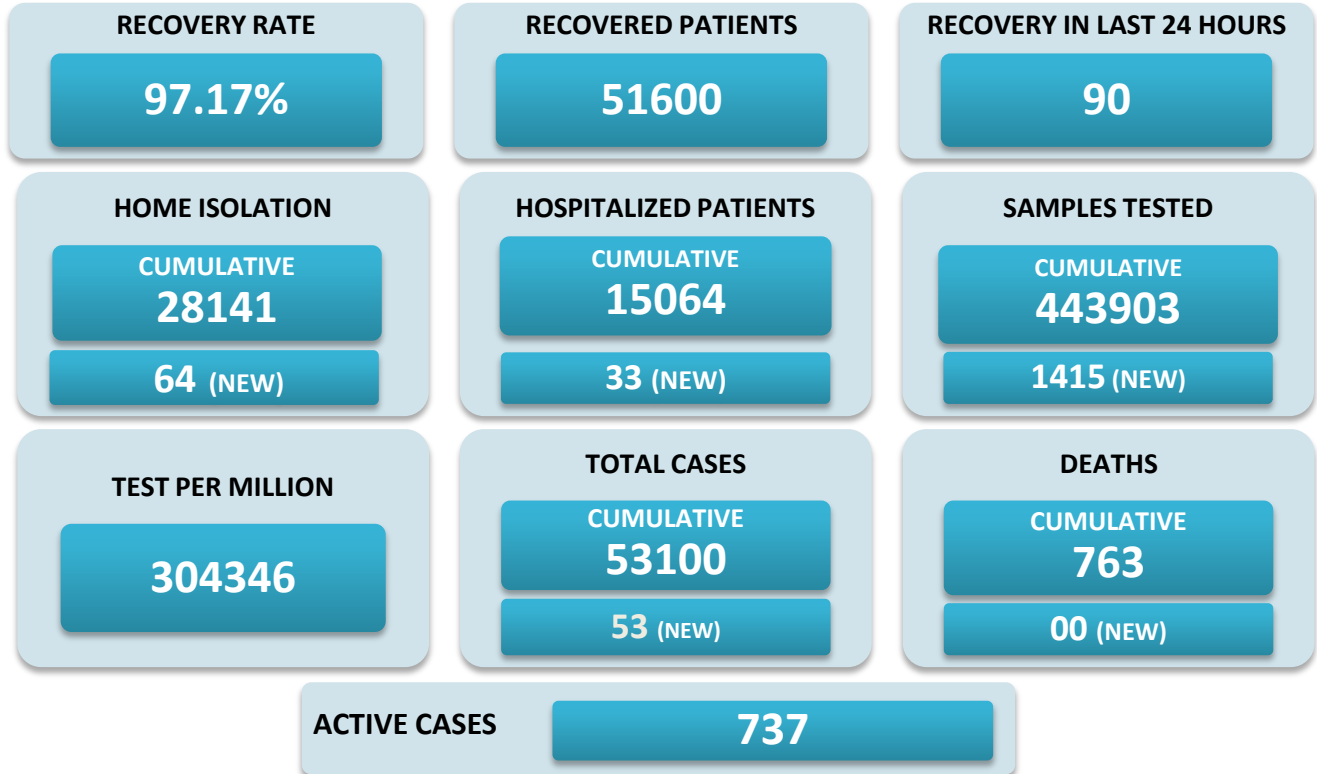 RECOVERY RATE
97.17%
RECOVERED PATIENTS
51600
RECOVERY IN LAST 24 HOURS
90
HOME ISOLATION
CUMULATIVE
28141
64 (NEW)
HOSPITALIZED PATIENTS
CUMULATIVE
15064
33 (NEW)
SAMPLES TESTED
CUMULATIVE
443903
1415 (NEW)
TEST PER MILLION
304346
TOTAL CASES
CUMULATIVE
53100
53 (NEW)
DEATHS
CUMULATIVE
763
00 (NEW)
ACTIVE CASES
737